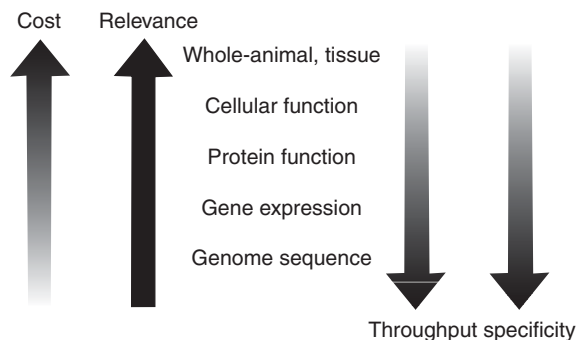 Cost Relevance
Whole-animal, tissue
Cellular function
Protein function
Gene expression
Genome sequence
Throughput specificity